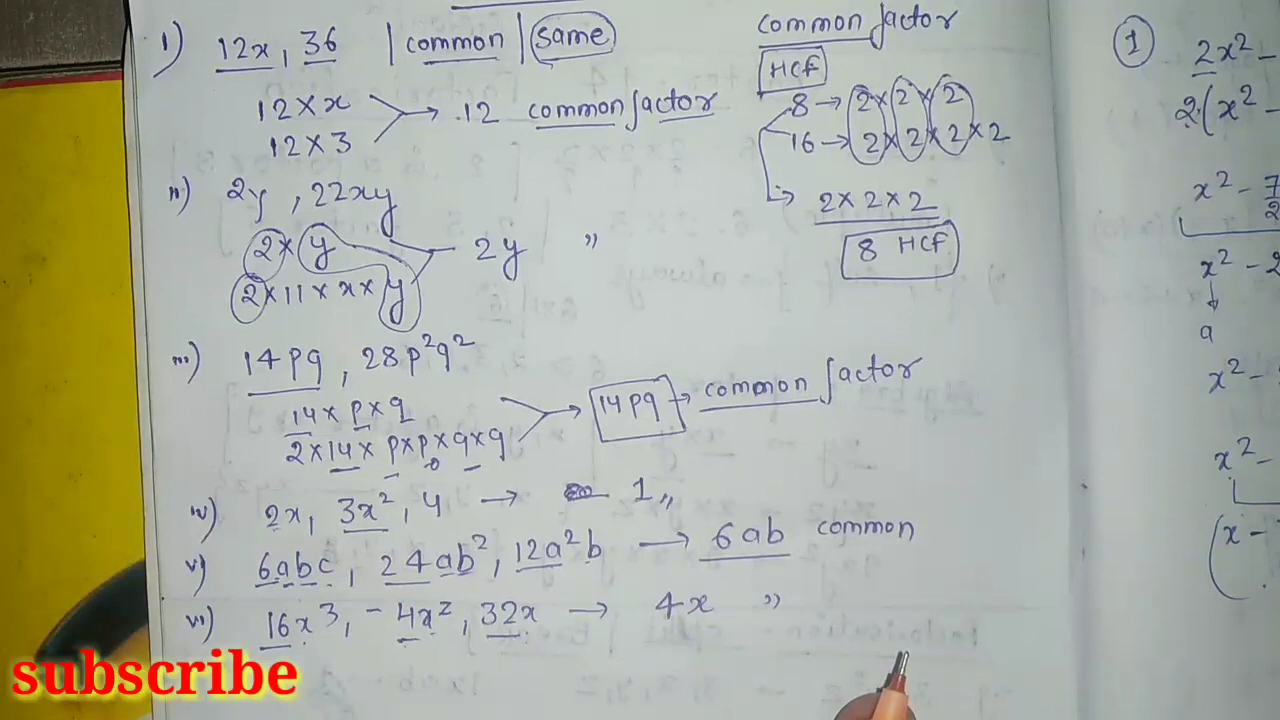 i) 12x, 36 | common | same
12 × x
12 × 3 → 12 common factor
ii) 2y, 22xy
2 × y
2 × 11 × x × y — 2y "
iii) 14pq, 28p²q²
14 × p × q
2 × 14 × p × p × q × q → 14pq → common factor
iv) 2x, 3x², 4 → 1 "
v) 6abc, 24ab², 12a²b → 6ab common
vi) 16x³, -4x², 32x → 4x "
common factor
HCF
8 → 2 × 2 × 2
16 → 2 × 2 × 2 × 2
2 × 2 × 2
8 HCF
1 2x² -
2(x² -
x² - 7/2
x² - 2
a
x² -
x² -
(x -
subscribe